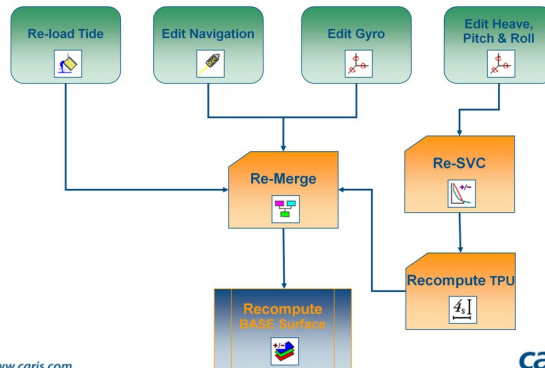 Re-load Tide
Edit Navigation
Edit Gyro
Edit Heave,
Pitch & Roll
Re-Merge
+/-
Re-SVC
Recompute TPU
4s
Recompute
BASE Surface
+/-
www.caris.com